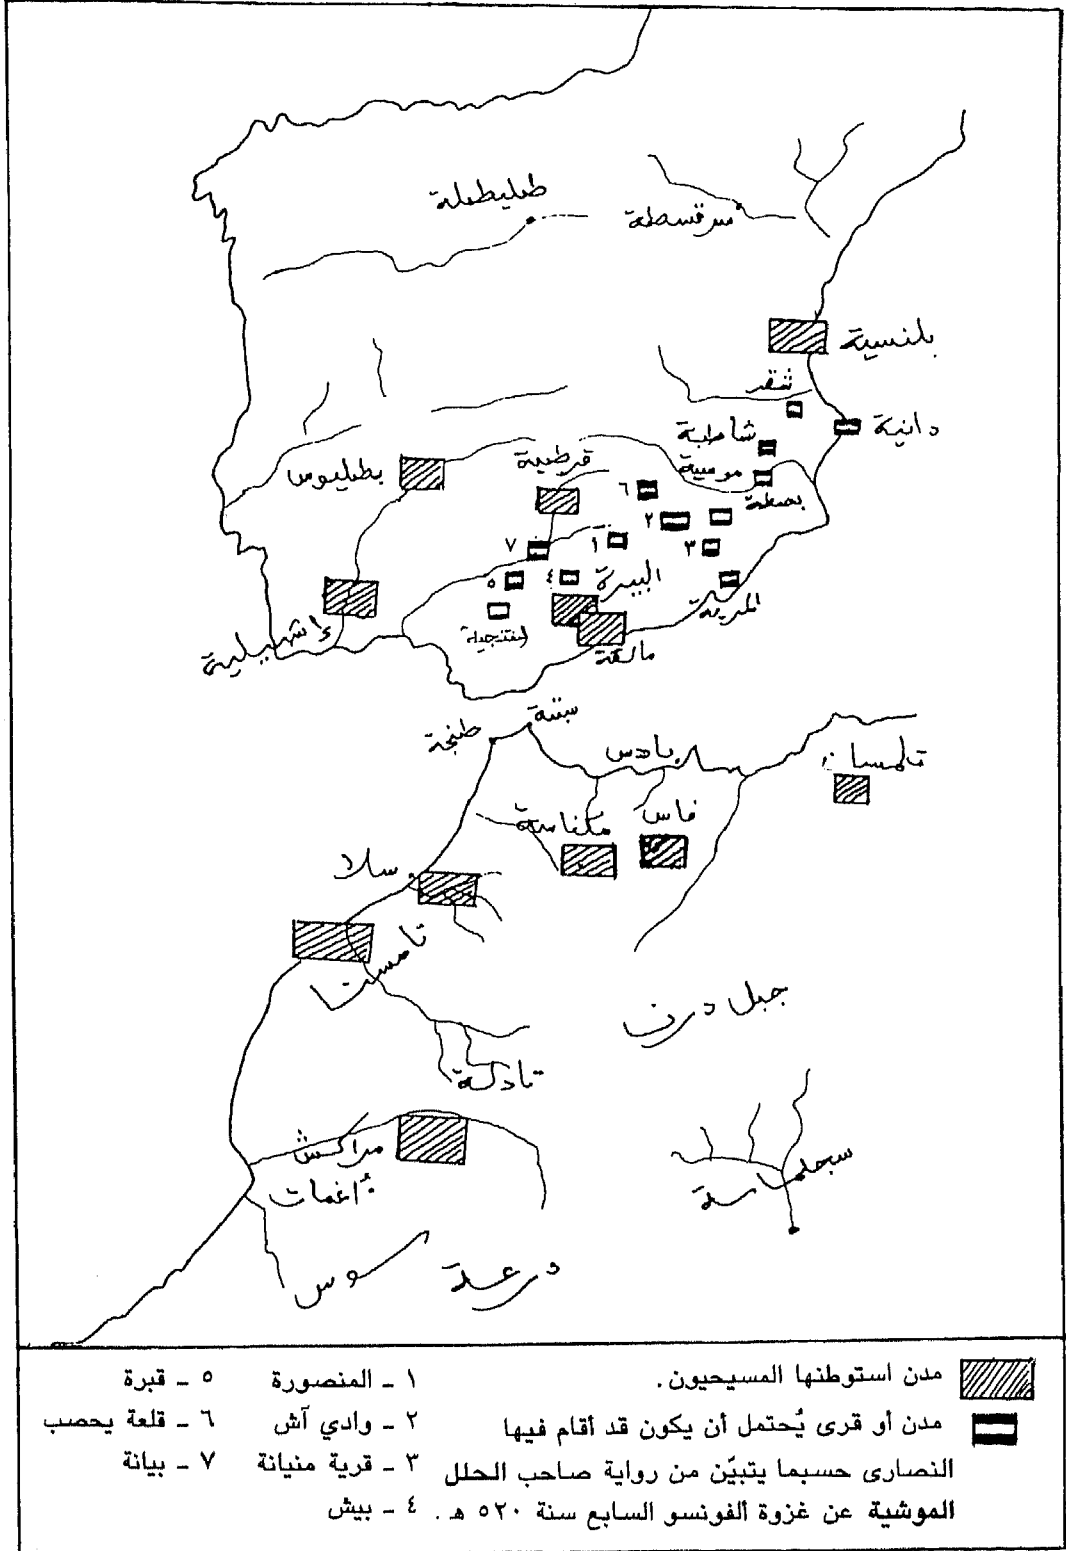 طليطلة
سرقسطة
بلنسية
شقر
دانية
شاطبة
مرسية
قرطبة
بطليوس
بسطة
٦
٢
٣
١
٧
٤
٥
البيرة
المرية
إشبيلية
مالقة
سبتة
طنجة
بادس
تلمسان
فاس
مكناسة
سلا
تامسنا
جبل درن
تادلة
مراكش
أغمات
سجلماسة
درعة
سوس
مدن استوطنها المسيحيون.
مدن أو قرى يُحتمل أن يكون قد أقام فيها
النصارى حسبما يتبيّن من رواية صاحب الحلل
الموشية عن غزوة ألفونسو السابع سنة ٥٢٠ هـ.
١ ـ المنصورة
٢ ـ وادي آش
٣ ـ قرية منيانة
٤ ـ بيش
٥ ـ قبرة
٦ ـ قلعة يحصب
٧ ـ بيانة